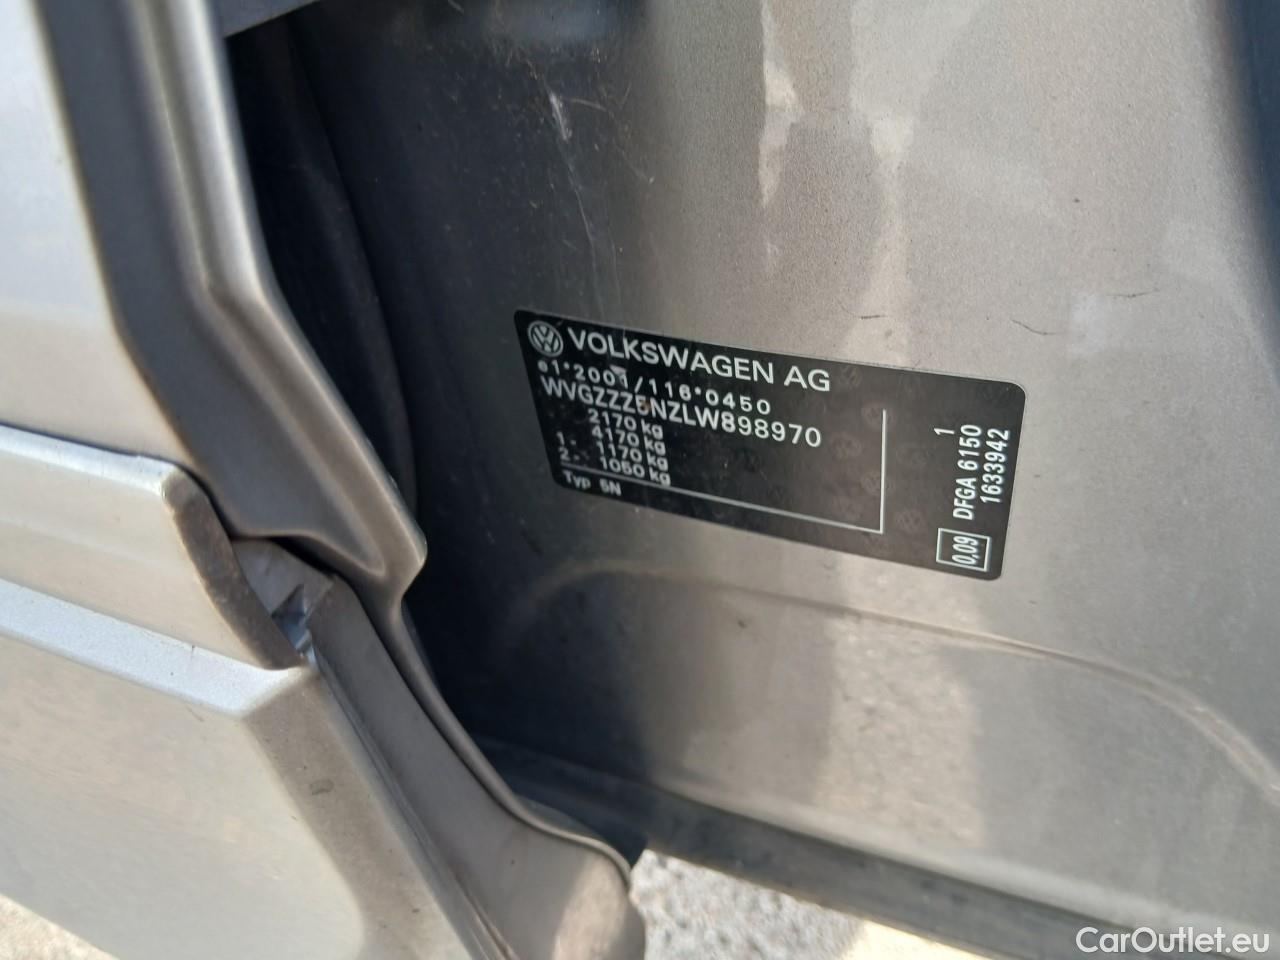 VOLKSWAGEN AG
e1*2001/116*0450
WVGZZZ5NZLW898970
2170 kg
4170 kg
1. 1170 kg
2. 1050 kg
Typ 5N
1
DFGA 6150
1633942
0,09
CarOutlet.eu